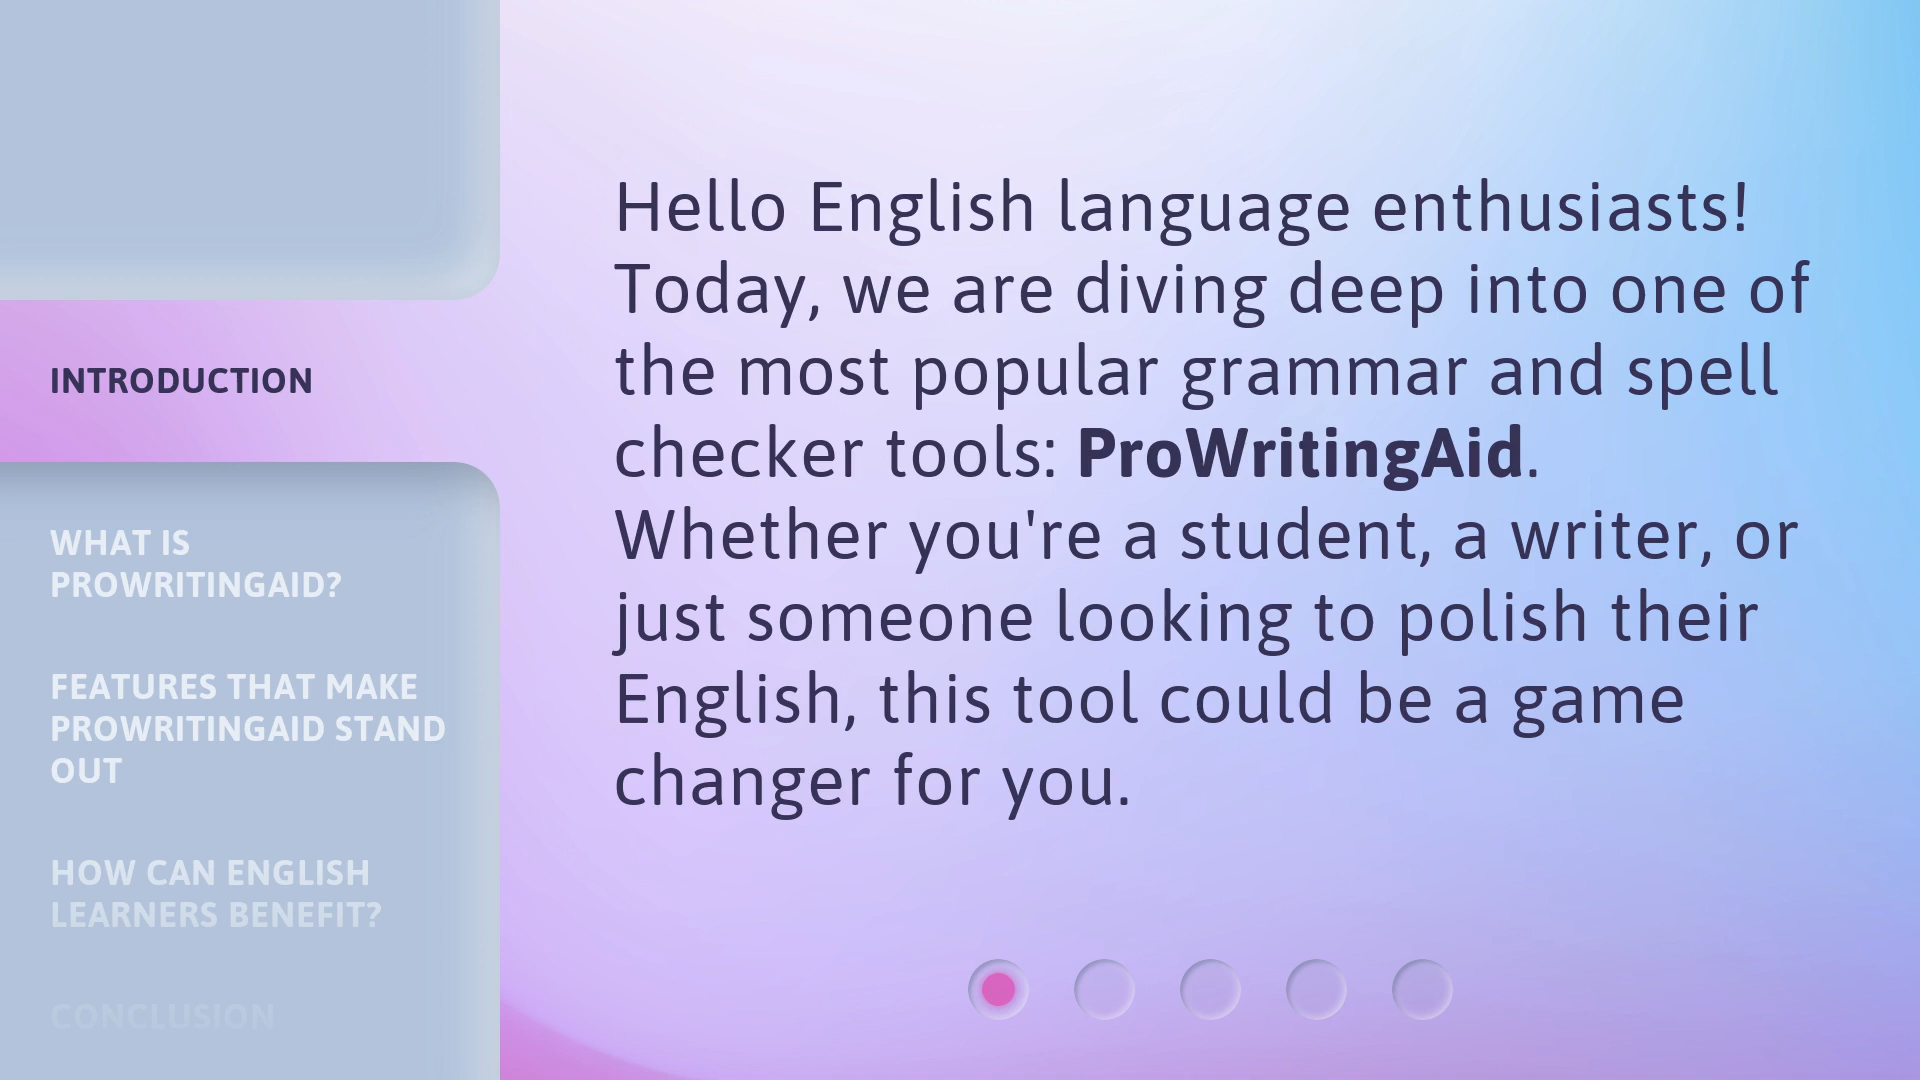 INTRODUCTION
WHAT IS
PROWRITINGAID?
FEATURES THAT MAKE
PROWRITINGAID STAND
OUT
HOW CAN ENGLISH
LEARNERS BENEFIT?
CONCLUSION
Hello English language enthusiasts!
Today, we are diving deep into one of
the most popular grammar and spell
checker tools: ProWritingAid.
Whether you're a student, a writer, or
just someone looking to polish their
English, this tool could be a game
changer for you.